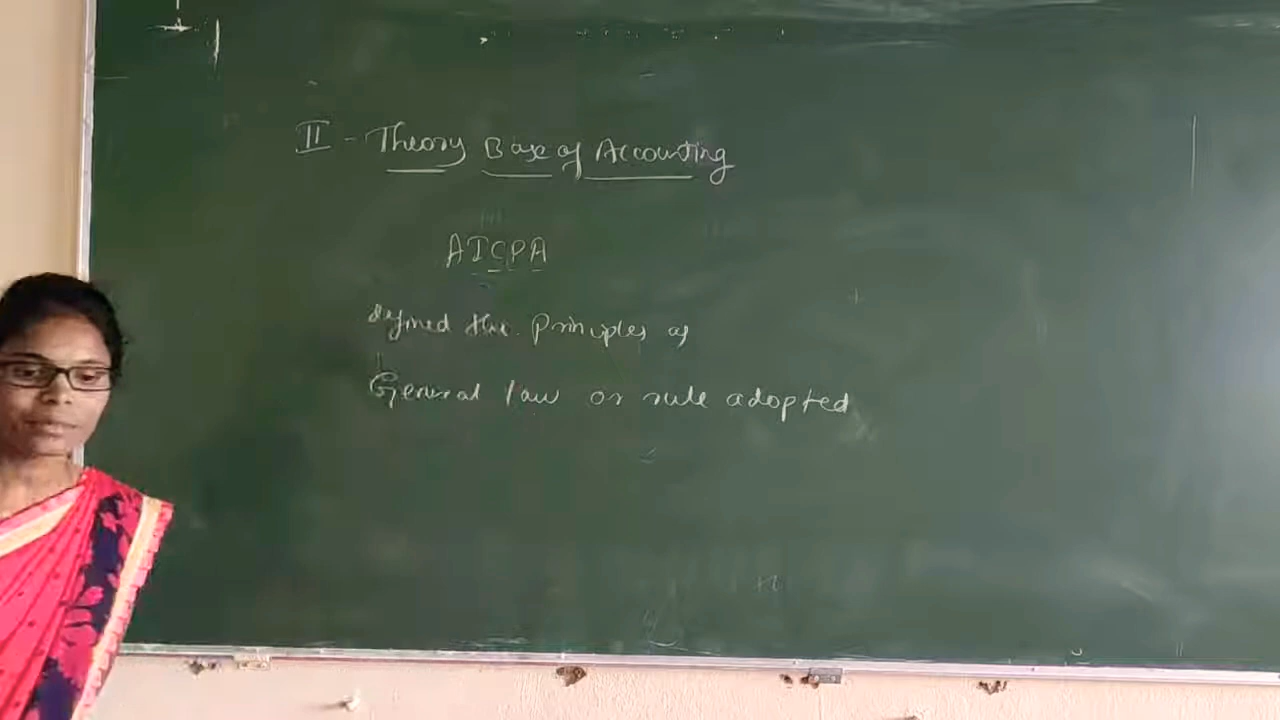 II - Theory Base of Accounting
AICPA
defined the Principles as
General law or rule adopted